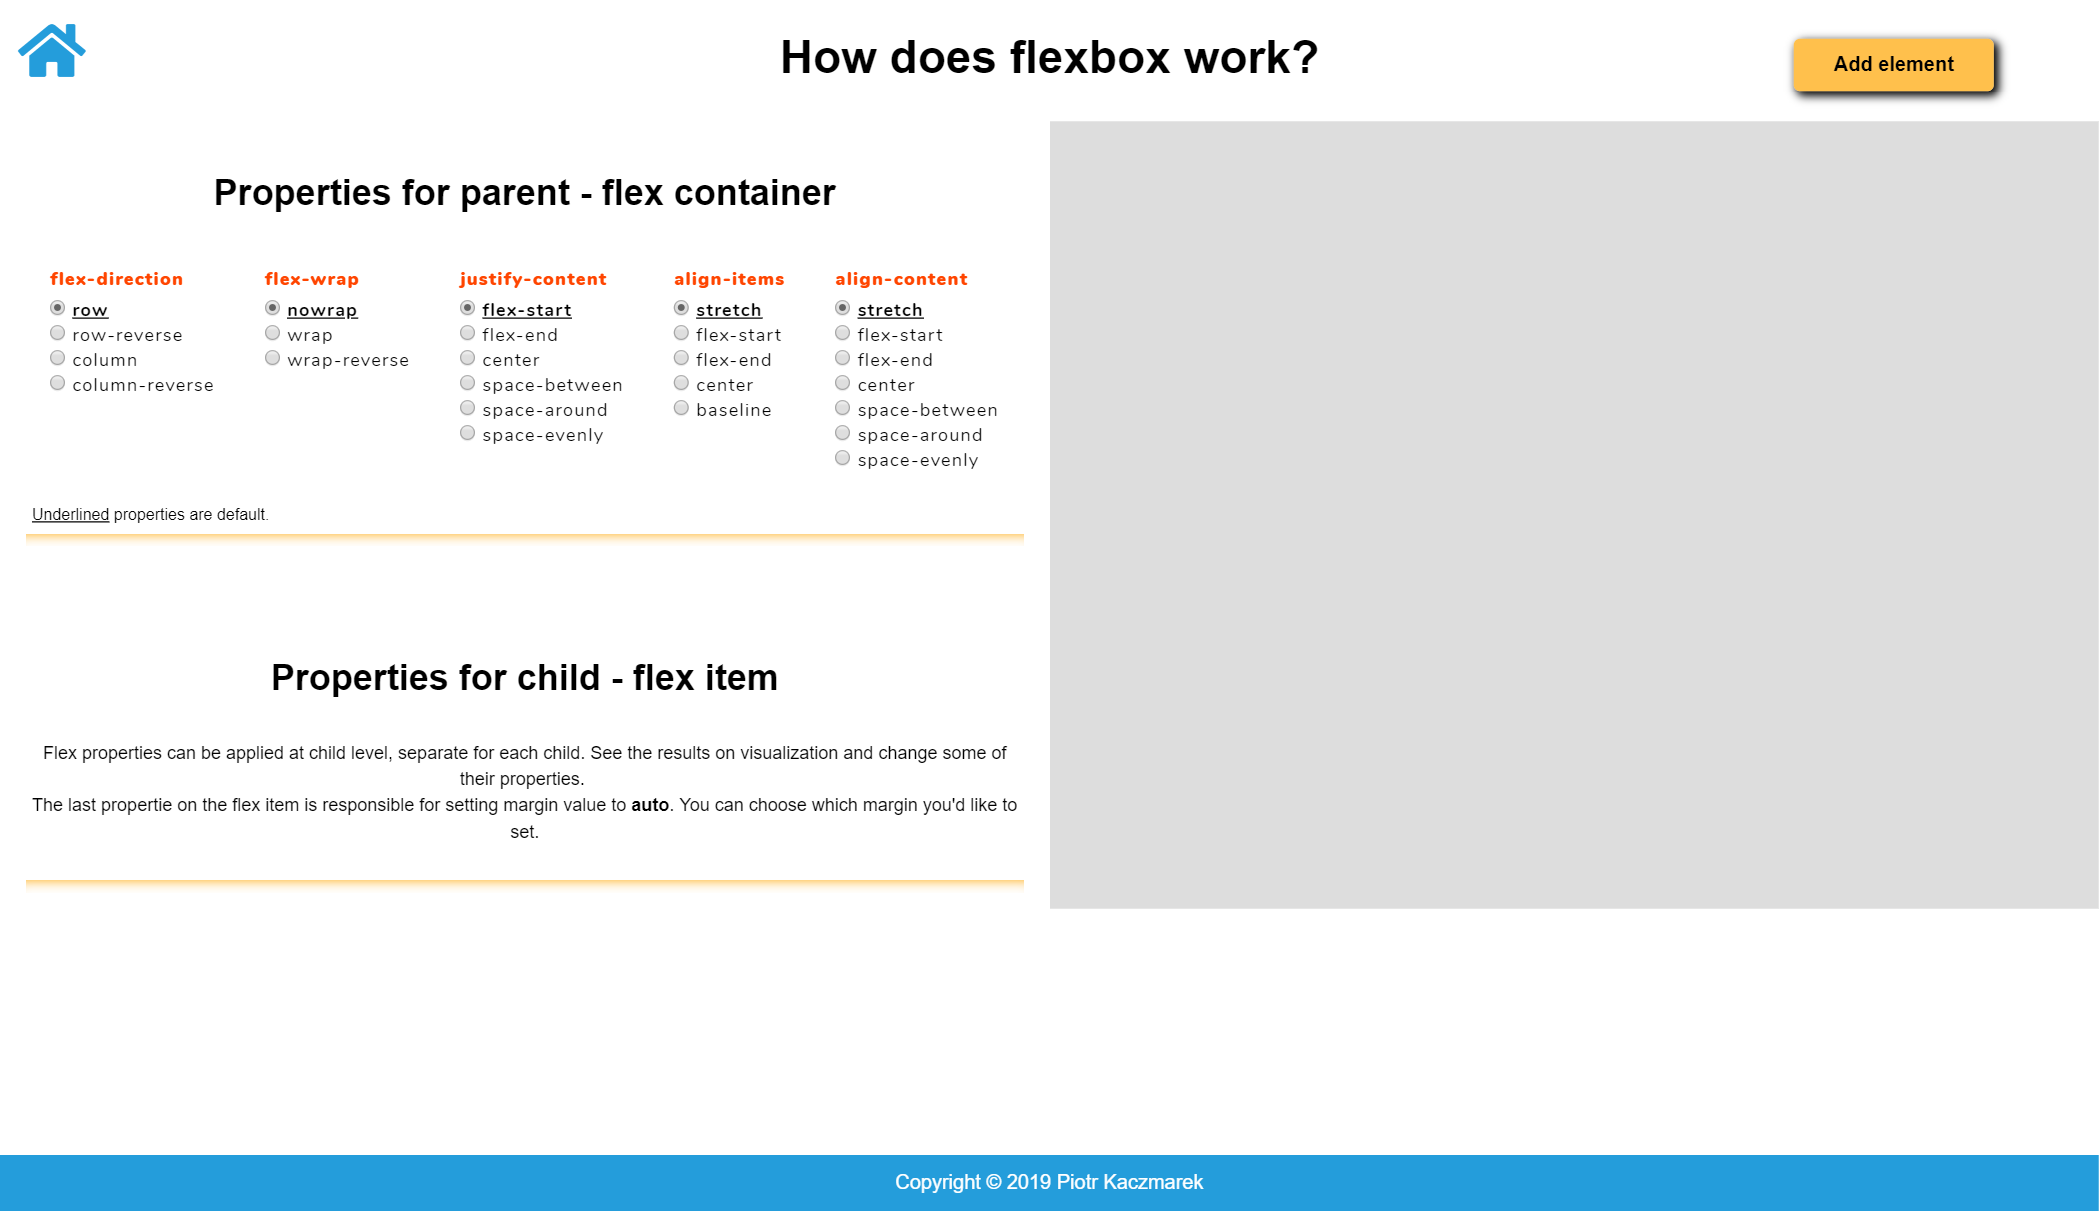 How does flexbox work?
Add element
Properties for parent - flex container
flex-direction
row
row-reverse
column
column-reverse
flex-wrap
nowrap
wrap
wrap-reverse
justify-content
flex-start
flex-end
center
space-between
space-around
space-evenly
align-items
stretch
flex-start
flex-end
center
baseline
align-content
stretch
flex-start
flex-end
center
space-between
space-around
space-evenly
Underlined properties are default.
Properties for child - flex item
Flex properties can be applied at child level, separate for each child. See the results on visualization and change some of
their properties.
The last propertie on the flex item is responsible for setting margin value to auto. You can choose which margin you'd like to
set.
Copyright © 2019 Piotr Kaczmarek